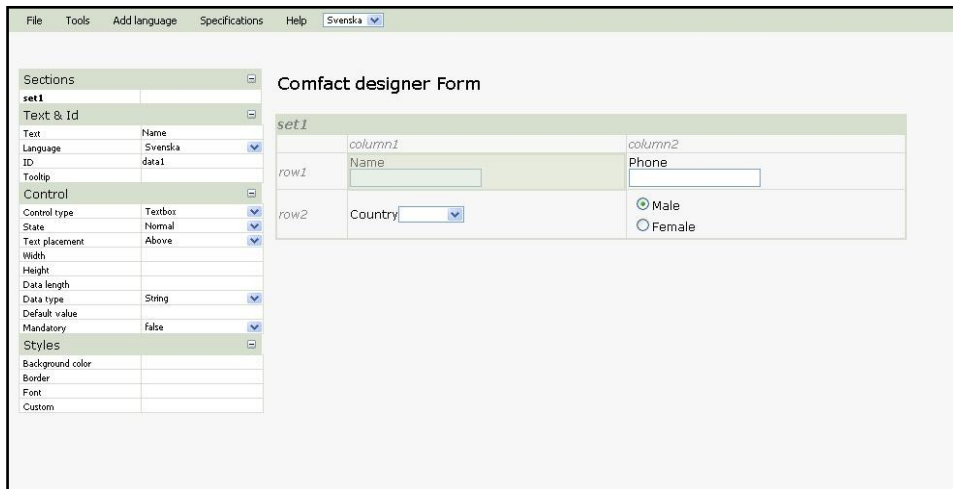 File Tools Add language Specifications Help Svenska
Sections
set1
Text & Id
Text Name
Language Svenska
ID data1
Tooltip
Control
Control type Textbox
State Normal
Text placement Above
Width
Height
Data length
Data type String
Default value
Mandatory false
Styles
Background color
Border
Font
Custom
Comfact designer Form
set1
column1 column2
row1 Name Phone
row2 Country Male
Female